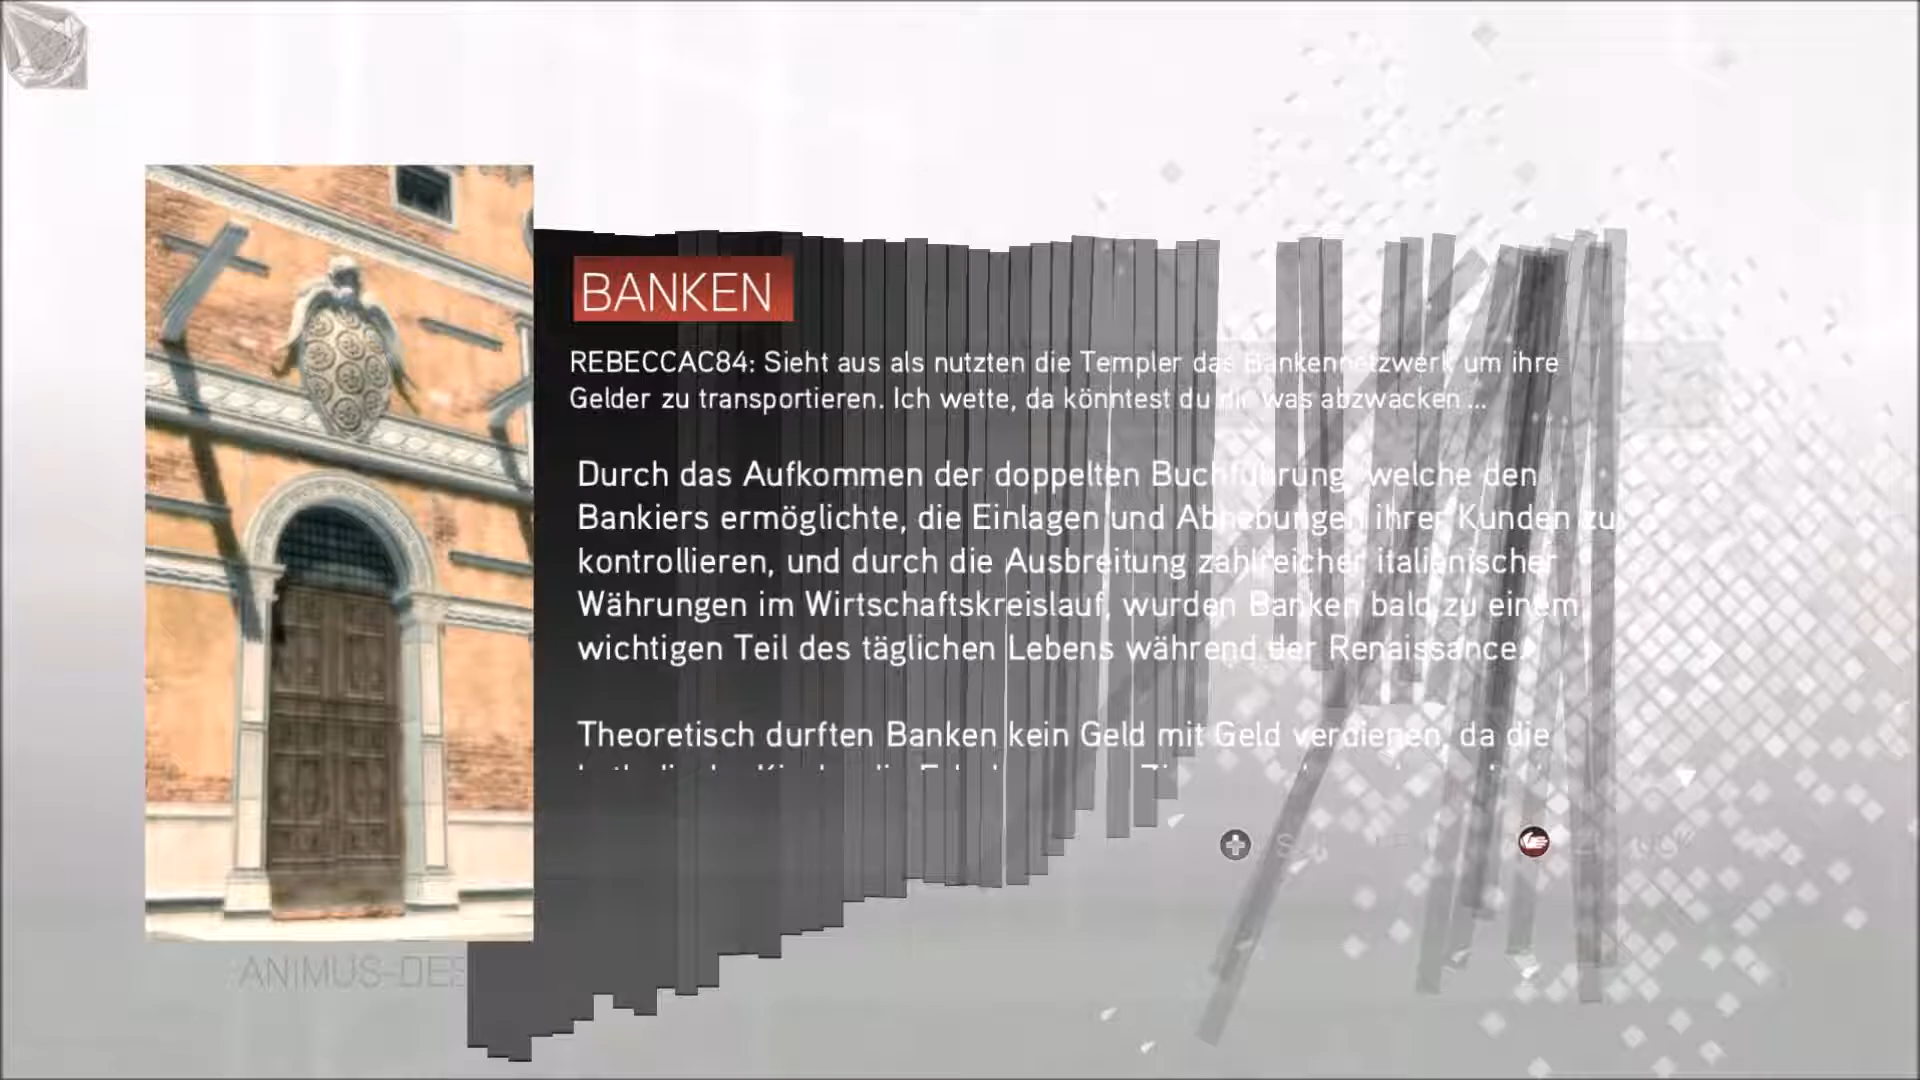 BANKEN
REBECCAC84: Sieht aus als nutzten die Templer das Bankennetzwerk um ihre
Gelder zu transportieren. Ich wette, da könntest du dir was abzwacken...
Durch das Aufkommen der doppelten Buchführung, welche den
Bankiers ermöglichte, die Einlagen und Abhebungen ihrer Kunden zu
kontrollieren, und durch die Ausbreitung zahlreicher italienischer
Währungen im Wirtschaftskreislauf, wurden Banken bald zu einem
wichtigen Teil des täglichen Lebens während der Renaissance.
Theoretisch durften Banken kein Geld mit Geld verdienen, da die
ANIMUS-DES